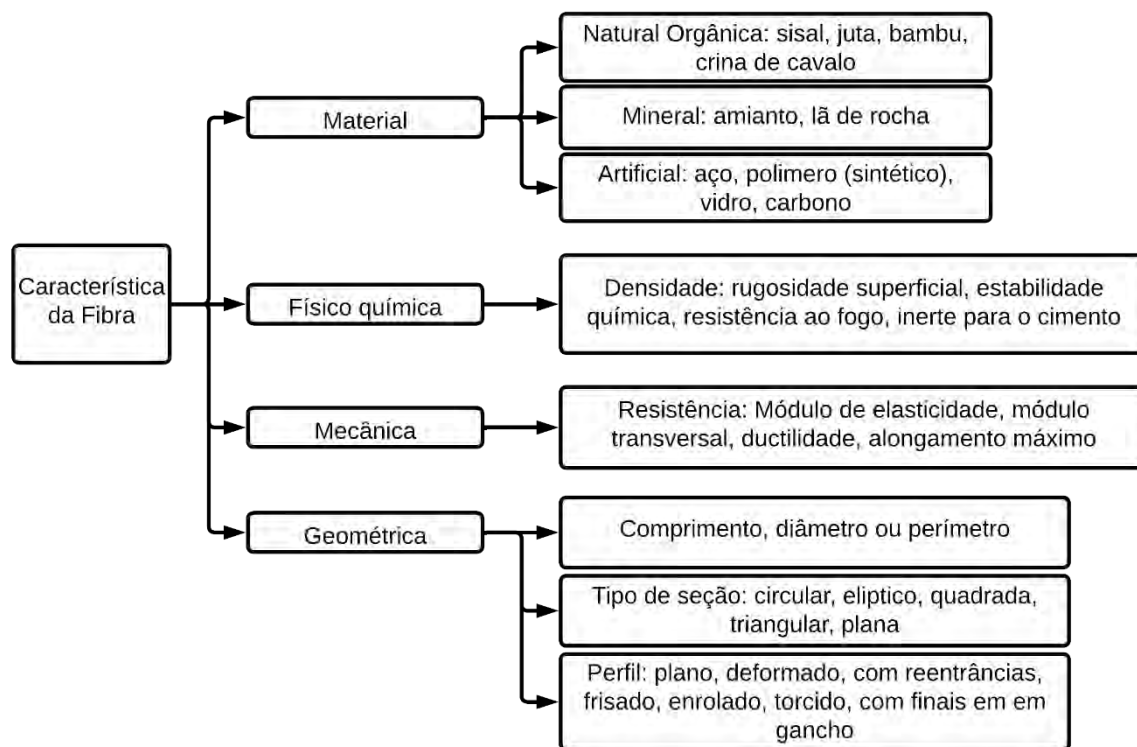 Característica
da Fibra
Material
Natural Orgânica: sisal, juta, bambu,
crina de cavalo
Mineral: amianto, lã de rocha
Artificial: aço, polimero (sintético),
vidro, carbono
Físico química
Densidade: rugosidade superficial, estabilidade
química, resistência ao fogo, inerte para o cimento
Mecânica
Resistência: Módulo de elasticidade, módulo
transversal, ductilidade, alongamento máximo
Geométrica
Comprimento, diâmetro ou perímetro
Tipo de seção: circular, eliptico, quadrada,
triangular, plana
Perfil: plano, deformado, com reentrâncias,
frisado, enrolado, torcido, com finais em em
gancho